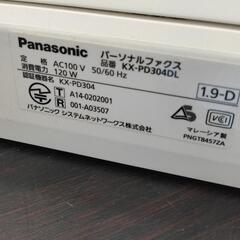 Panasonic パーソナルファクス
定 格 AC100 V 50/60 Hz 品番 KX-PD304DL
消費電力 120 W
認証機器名 KX-PD304
T A14-0202001
R 001-A03507
パナソニック システムネットワークス株式会社
1.9-D
S
VCCI
マレーシア製
PNGT8457ZA